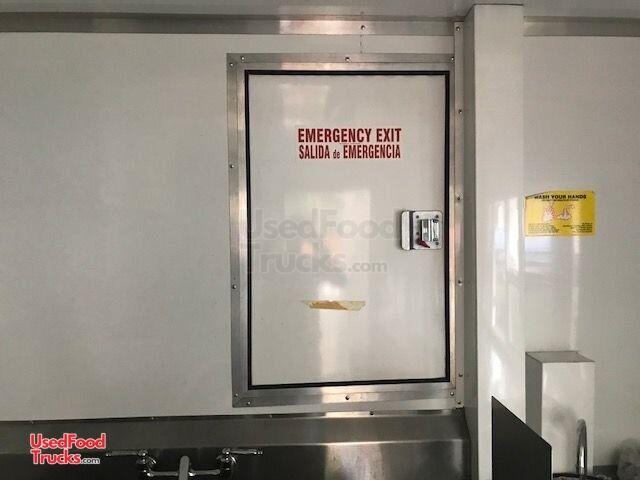 EMERGENCY EXIT
SALIDA de EMERGENCIA
WASH YOUR HANDS
UsedFood
Trucks.com
UsedFood
Trucks.com